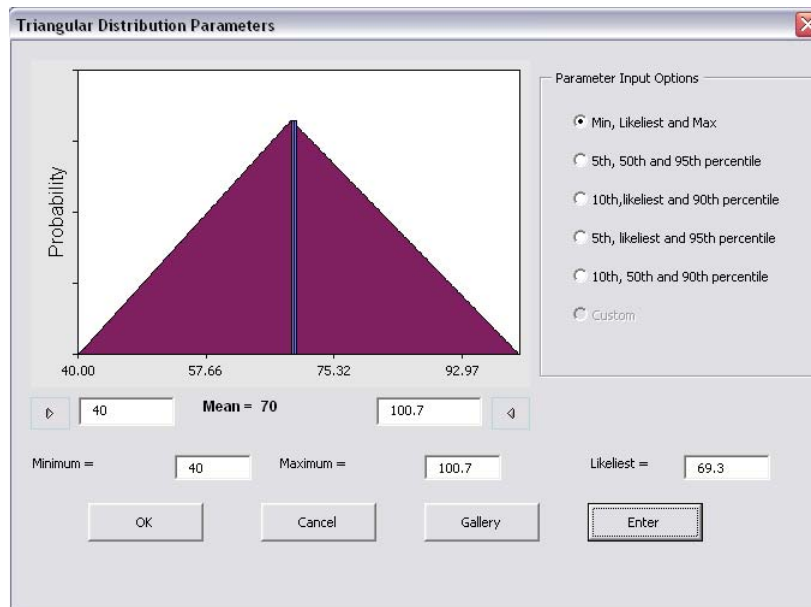 Triangular Distribution Parameters
Probability
40.00 57.66 75.32 92.97
40 Mean = 70 100.7
Parameter Input Options
Min, Likeliest and Max
5th, 50th and 95th percentile
10th,likeliest and 90th percentile
5th, likeliest and 95th percentile
10th, 50th and 90th percentile
Custom
Minimum = 40 Maximum = 100.7 Likeliest = 69.3
OK Cancel Gallery Enter